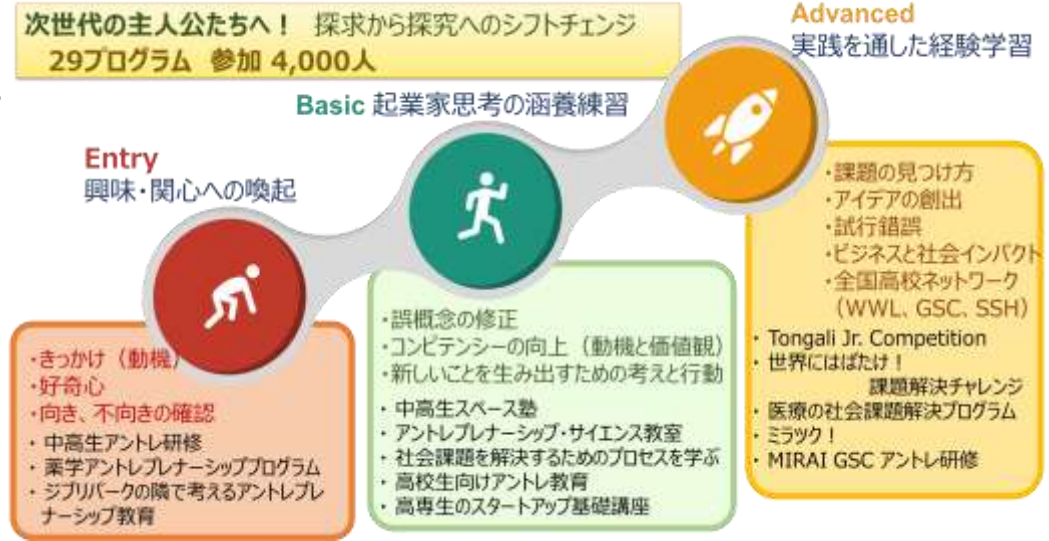 次世代の主人公たちへ！ 探求から探究へのシフトチェンジ
29プログラム 参加 4,000人
Advanced
実践を通した経験学習
Basic 起業家思考の涵養練習
Entry
興味・関心への喚起
・きっかけ（動機）
・好奇心
・向き、不向きの確認
・ 中高生アントレ研修
・ 薬学アントレプレナーシッププログラム
・ ジブリパークの隣で考えるアントレプレ
ナーシップ教育
・誤概念の修正
・コンピテンシーの向上（動機と価値観）
・新しいことを生み出すための考えと行動
・ 中高生スペース塾
・ アントレプレナーシップ・サイエンス教室
・ 社会課題を解決するためのプロセスを学ぶ
・ 高校生向けアントレ教育
・ 高専生のスタートアップ基礎講座
・課題の見つけ方
・アイデアの創出
・試行錯誤
・ビジネスと社会インパクト
・全国高校ネットワーク
（WWL、GSC、SSH）
・ Tongali Jr. Competition
・ 世界にはばたけ！
課題解決チャレンジ
・ 医療の社会課題解決プログラム
・ ミラック！
・ MIRAI GSC アントレ研修